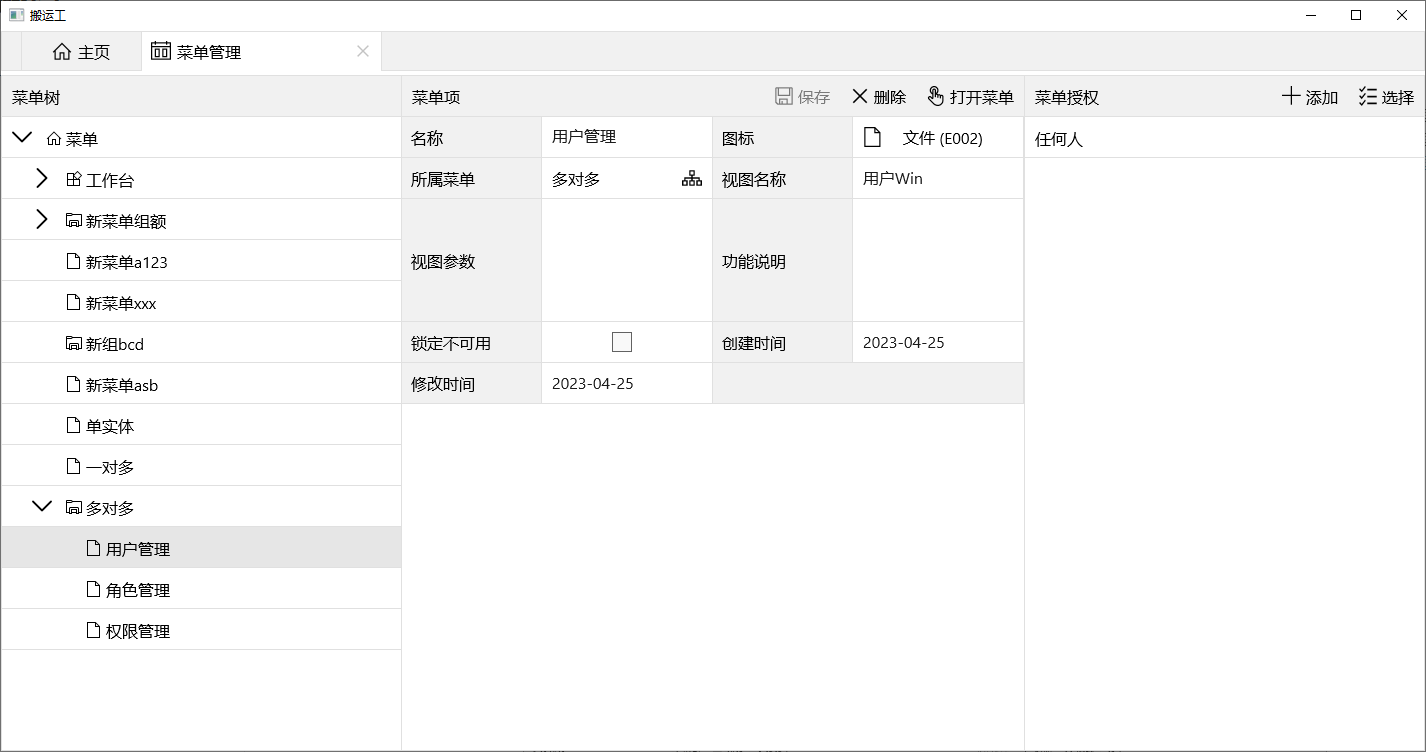 搬运工
主页
菜单管理
菜单树
菜单
工作台
新菜单组额
新菜单a123
新菜单xxx
新组bcd
新菜单asb
单实体
一对多
多对多
用户管理
角色管理
权限管理
菜单项 保存 删除 打开菜单
名称 用户管理 图标 文件 (E002)
所属菜单 多对多 视图名称 用户Win
视图参数 功能说明
锁定不可用 创建时间 2023-04-25
修改时间 2023-04-25
菜单授权 添加 选择
任何人